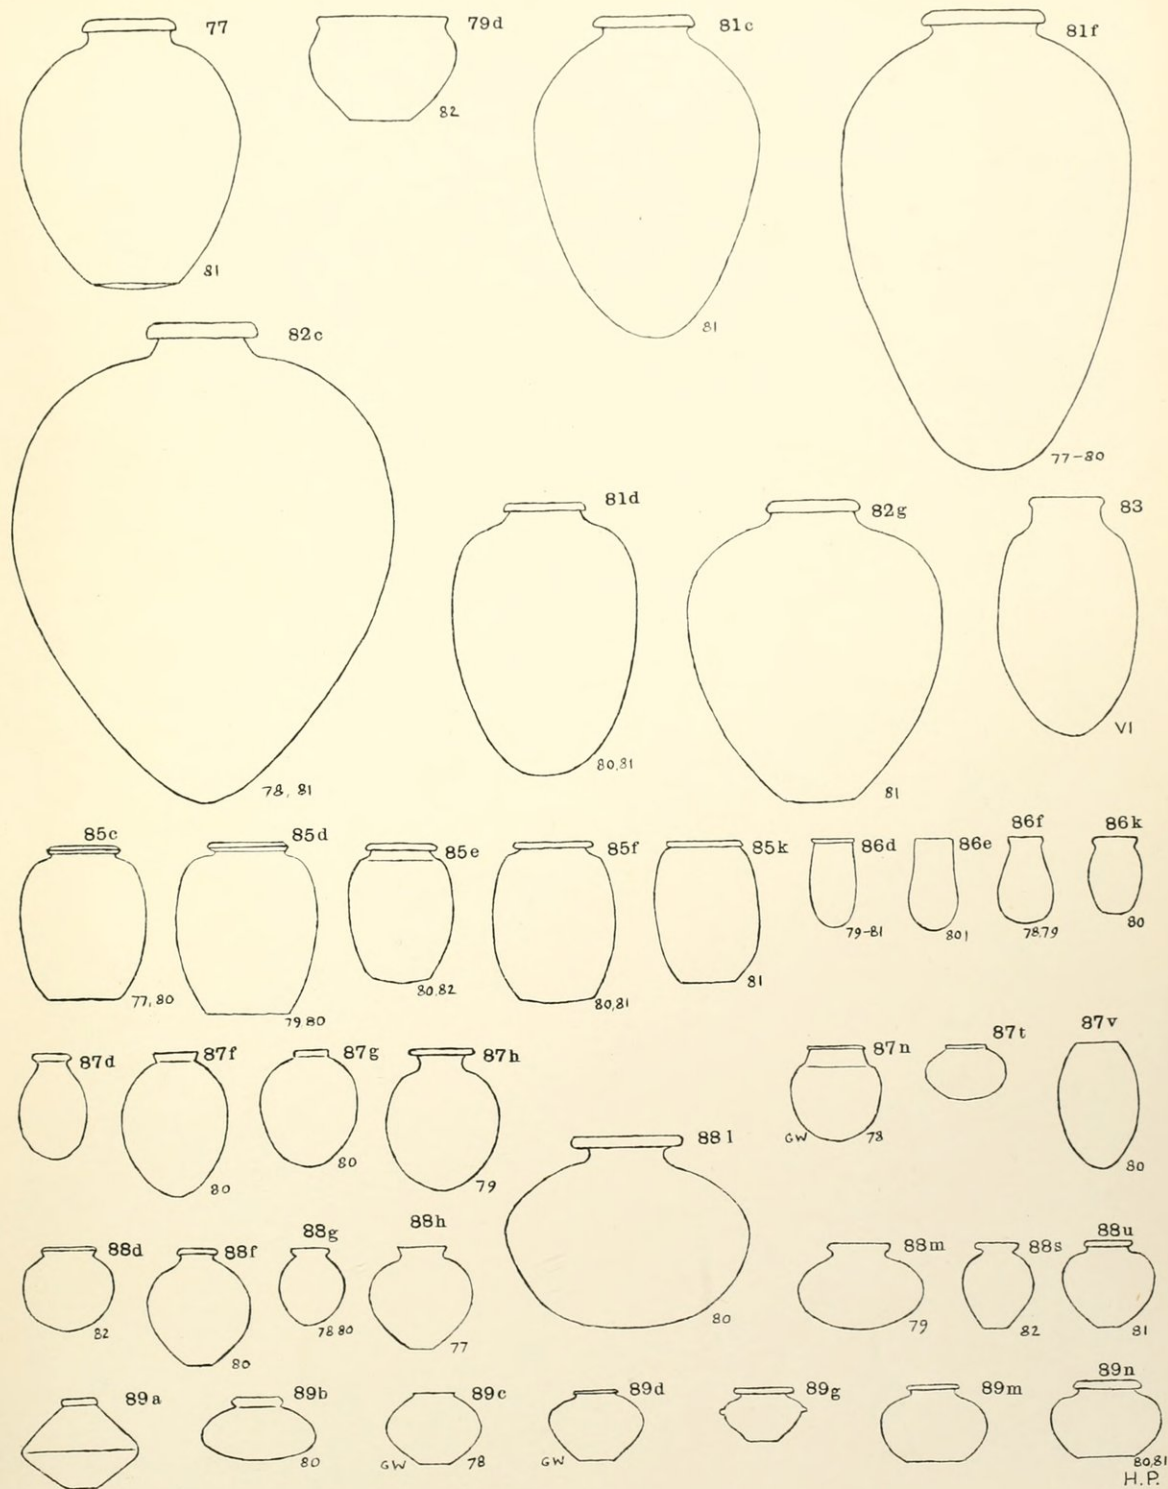 77
79d
81c
81f
82
81
81
77-80
82c
81d
82g
83
VI
78, 81
80,81
81
85c
85d
85e
85f
85k
86d
86e
86f
86k
77,80
79,80
80,82
80,81
81
79-81
801
78,79
80
87d
87f
87g
87h
87n
87t
87v
80
80
79
GW
78
80
88d
88f
88g
88h
88l
88m
88s
88u
82
80
78 80
77
80
79
82
81
89a
89b
89c
89d
89g
89m
89n
80
GW
78
GW
80,81
H.P.